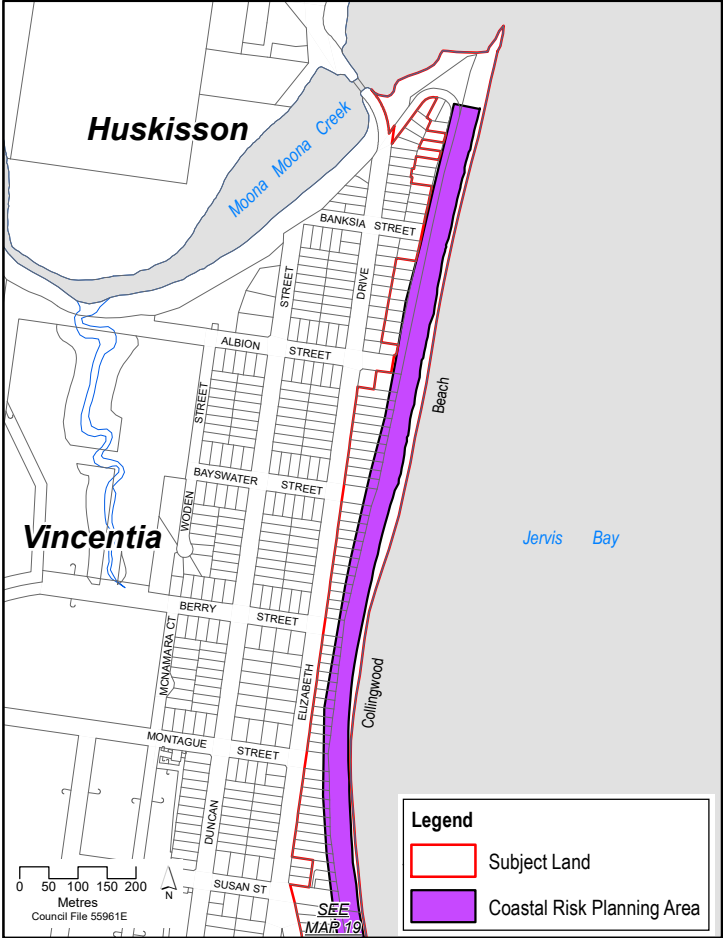 Huskisson
Moona Moona Creek
BANKSIA STREET
STREET
DRIVE
ALBION STREET
STREET
Beach
BAYSWATER STREET
WODEN
Vincentia
Jervis Bay
BERRY STREET
MCNAMARA CT
ELIZABETH
Collingwood
MONTAGUE STREET
DUNCAN
SUSAN ST
0 50 100 150 200
Metres
Council File 55961E
N
SEE
MAP 19
Legend
Subject Land
Coastal Risk Planning Area